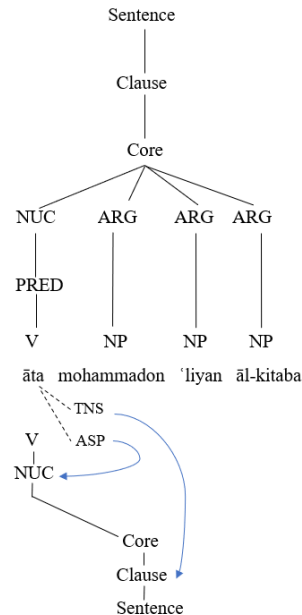 Sentence
Clause
Core
NUC ARG ARG ARG
PRED
V NP NP NP
āta mohammadon ʿliyan āl-kitaba
TNS
V ASP
NUC
Core
Clause
Sentence